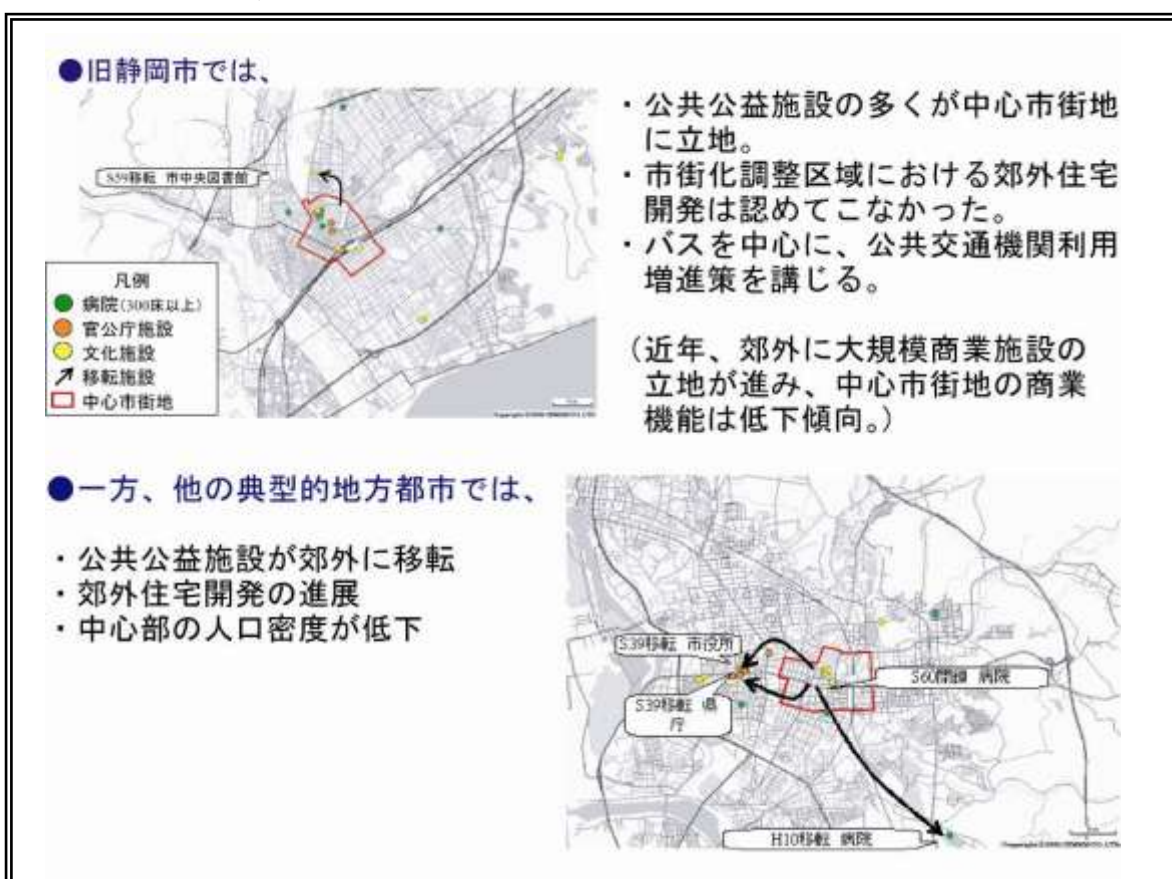 ●旧静岡市では、
S59移転 市中央図書館
凡例
病院(300床以上)
官公庁施設
文化施設
移転施設
中心市街地
・公共公益施設の多くが中心市街地
に立地。
・市街化調整区域における郊外住宅
開発は認めてこなかった。
・バスを中心に、公共交通機関利用
増進策を講じる。
(近年、郊外に大規模商業施設の
立地が進み、中心市街地の商業
機能は低下傾向。)
●一方、他の典型的地方都市では、
・公共公益施設が郊外に移転
・郊外住宅開発の進展
・中心部の人口密度が低下
S39移転 市役所
S60閉鎖 病院
S39移転 県
庁
H10移転 病院